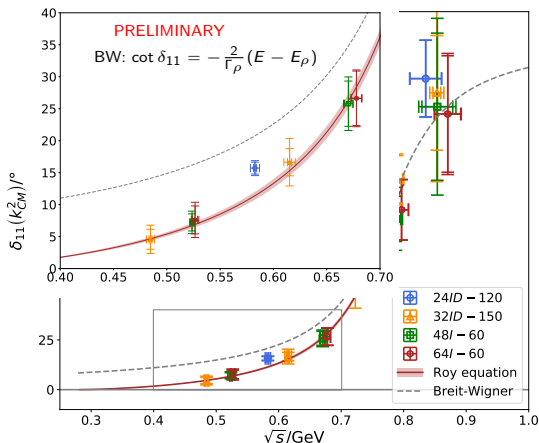 PRELIMINARY
BW: cot δ₁₁ = − 2/Γρ (E − Eρ)
40
35
30
25
20
15
10
5
0
0.40 0.45 0.50 0.55 0.60 0.65 0.70
δ₁₁(k²CM)/°
24ID − 120
32ID − 150
48I − 60
64I − 60
Roy equation
Breit-Wigner
25
0
0.3 0.4 0.5 0.6 0.7 0.8 0.9 1.0
√s/GeV